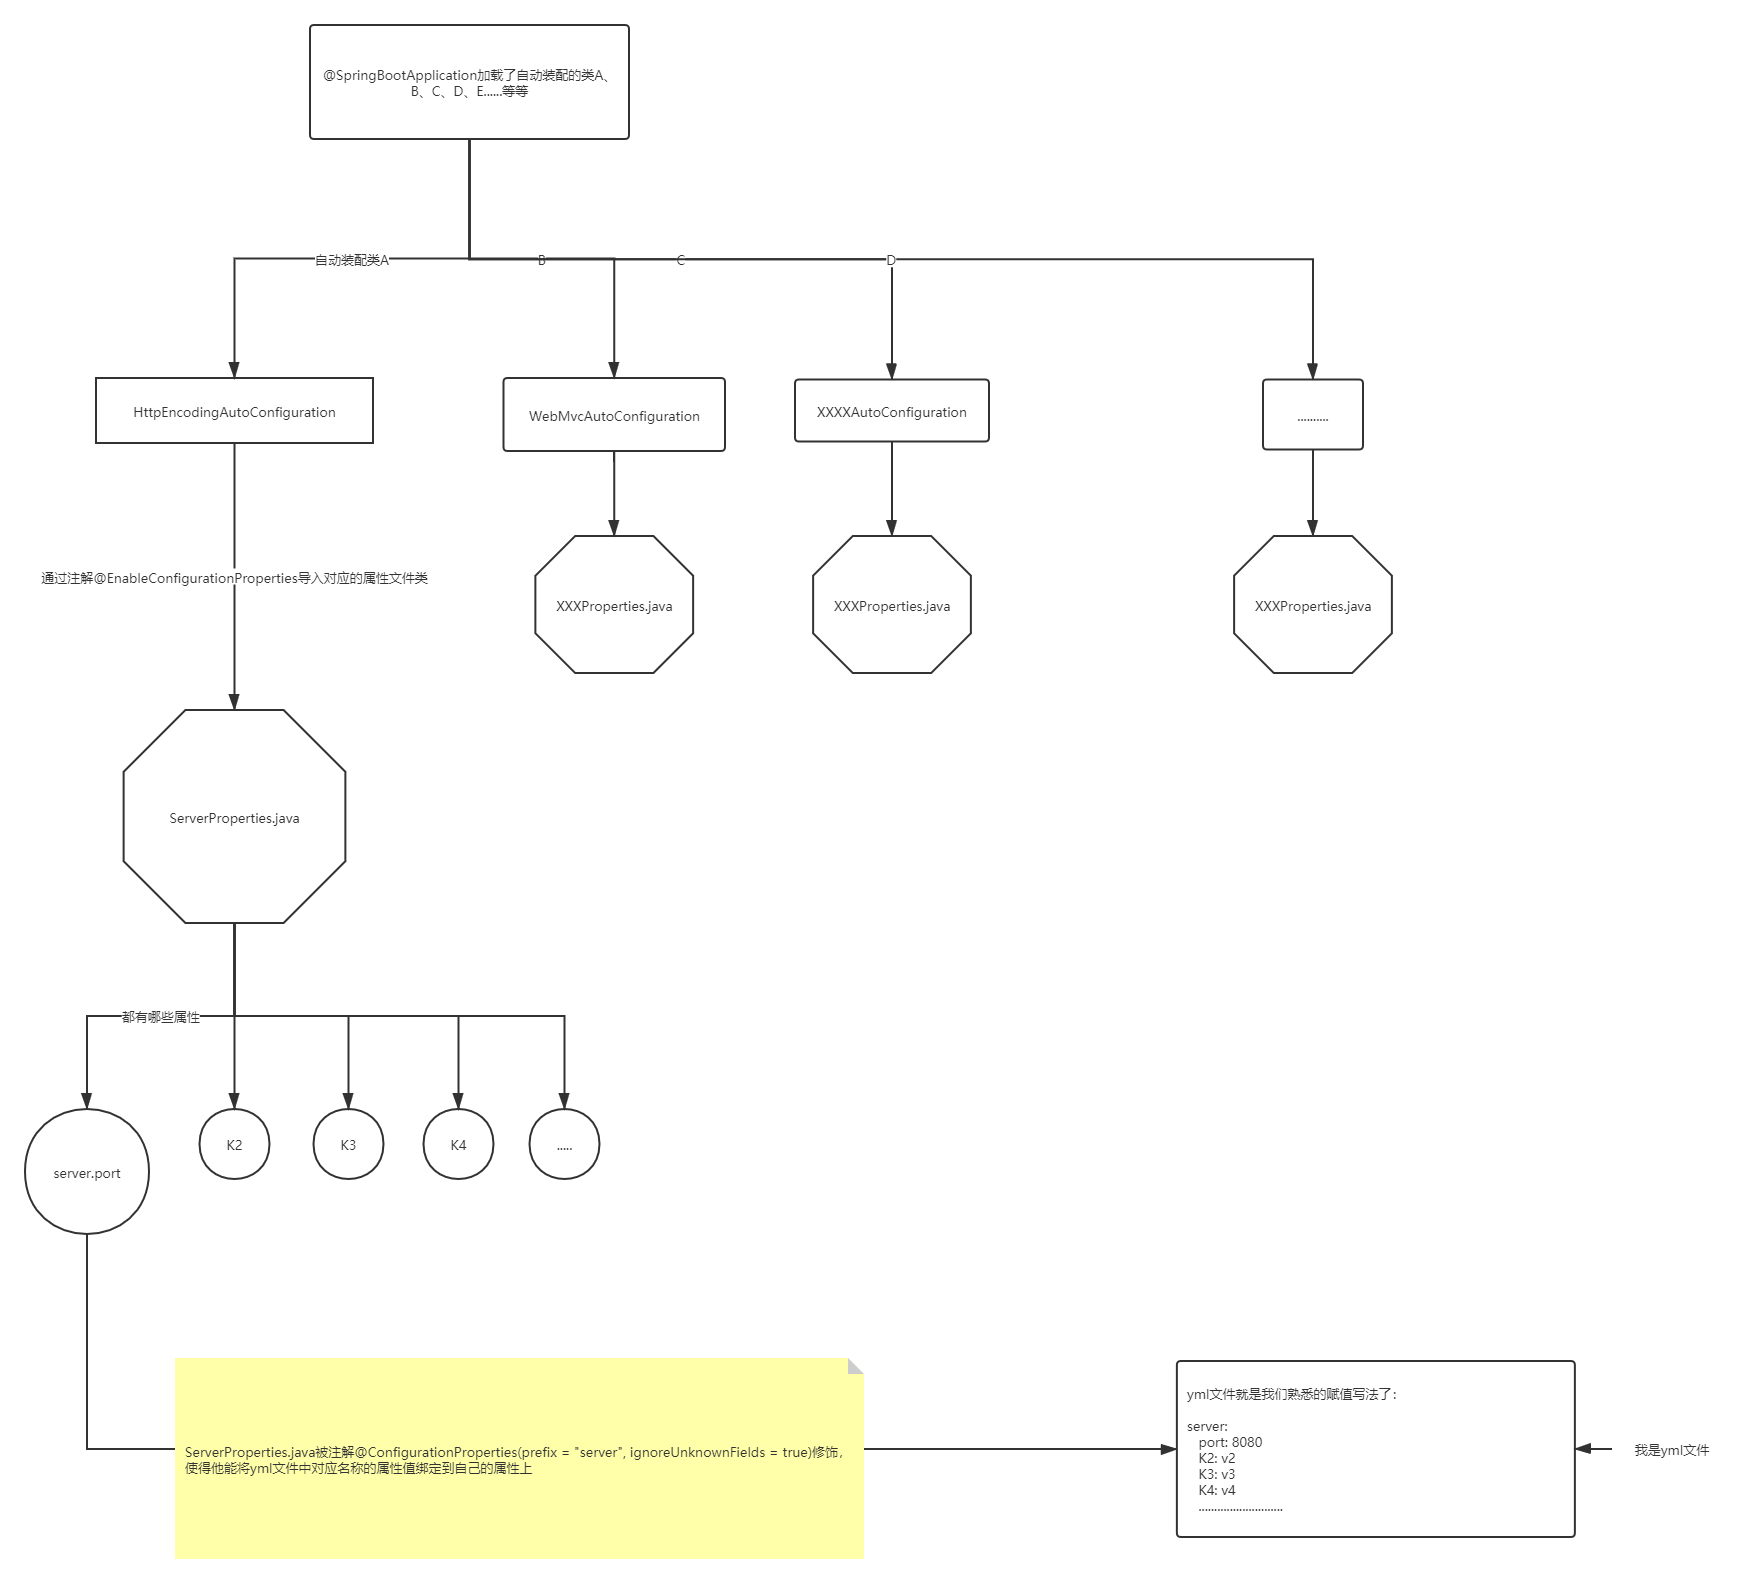 @SpringBootApplication加载了自动装配的类A、
B、C、D、E......等等
自动装配类A
B
C
D
HttpEncodingAutoConfiguration
WebMvcAutoConfiguration
XXXXAutoConfiguration
..........
通过注解@EnableConfigurationProperties导入对应的属性文件类
XXXProperties.java
XXXProperties.java
XXXProperties.java
ServerProperties.java
都有哪些属性
server.port
K2
K3
K4
.....
ServerProperties.java被注解@ConfigurationProperties(prefix = "server", ignoreUnknownFields = true)修饰，
使得他能将yml文件中对应名称的属性值绑定到自己的属性上
yml文件就是我们熟悉的赋值写法了：
server:
port: 8080
K2: v2
K3: v3
K4: v4
...........................
我是yml文件